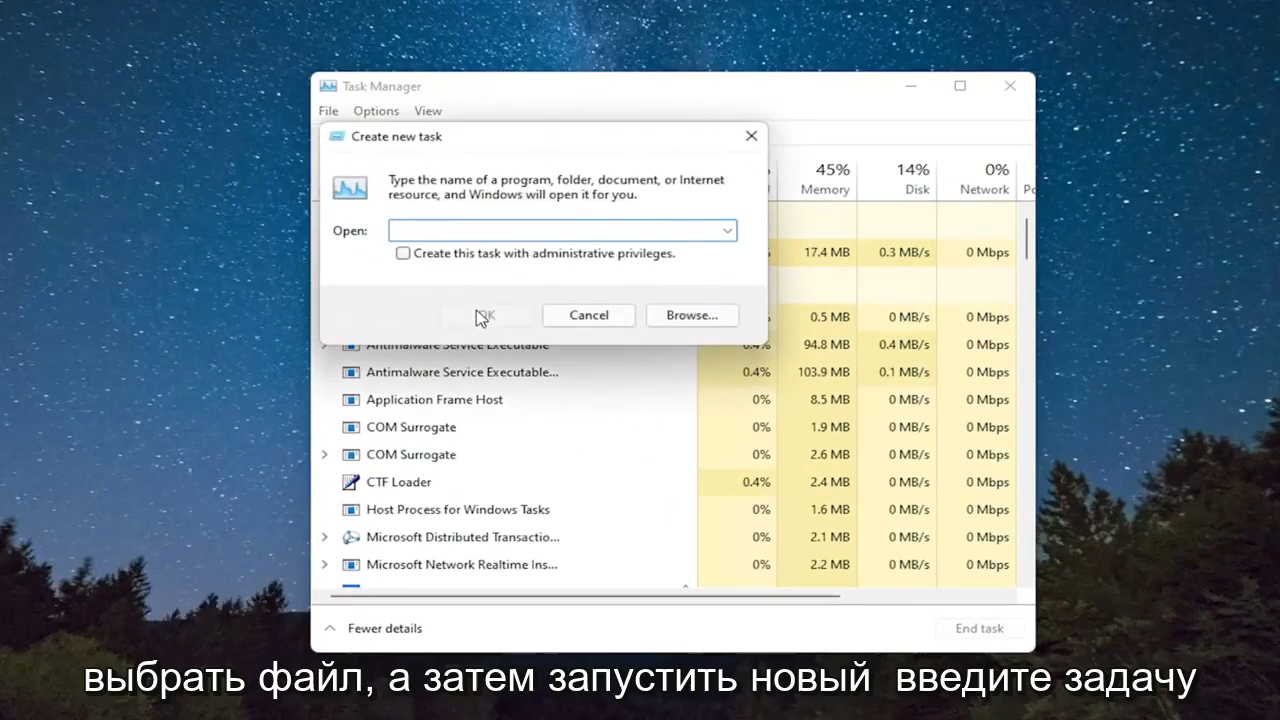 Task Manager
File Options View
Create new task
Type the name of a program, folder, document, or Internet
resource, and Windows will open it for you.
Open:
Create this task with administrative privileges.
OK Cancel Browse...
45% 14% 0%
Memory Disk Network
17.4 MB 0.3 MB/s 0 Mbps
0.5 MB 0 MB/s 0 Mbps
Antimalware Service Executable 0.4% 94.8 MB 0.4 MB/s 0 Mbps
Antimalware Service Executable... 0.4% 103.9 MB 0.1 MB/s 0 Mbps
Application Frame Host 0% 8.5 MB 0 MB/s 0 Mbps
COM Surrogate 0% 1.9 MB 0 MB/s 0 Mbps
COM Surrogate 0% 2.6 MB 0 MB/s 0 Mbps
CTF Loader 0.4% 2.4 MB 0 MB/s 0 Mbps
Host Process for Windows Tasks 0% 1.6 MB 0 MB/s 0 Mbps
Microsoft Distributed Transactio... 0% 2.1 MB 0 MB/s 0 Mbps
Microsoft Network Realtime Ins... 0% 2.2 MB 0 MB/s 0 Mbps
Fewer details End task
выбрать файл, а затем запустить новый введите задачу